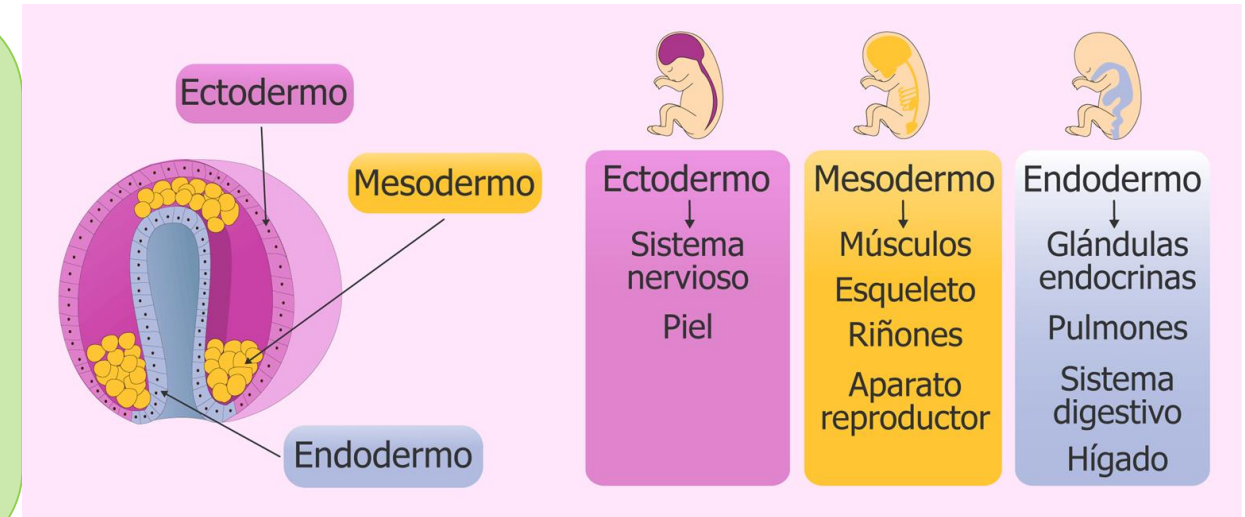 Ectodermo
Mesodermo
Endodermo
Ectodermo
Sistema
nervioso
Piel
Mesodermo
Músculos
Esqueleto
Riñones
Aparato
reproductor
Endodermo
Glándulas
endocrinas
Pulmones
Sistema
digestivo
Hígado